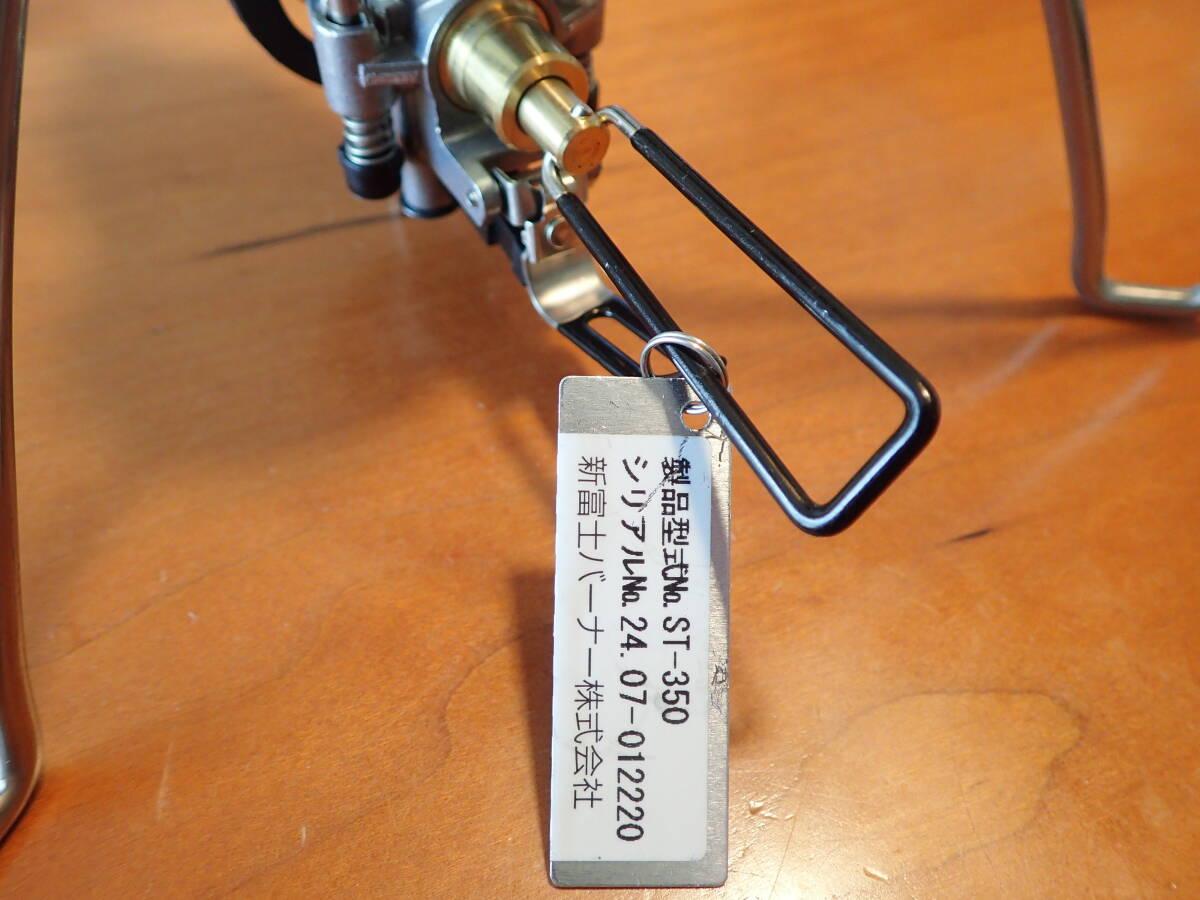 製品型式№ ST-350
シリアル№ 24.07-012220
新富士バーナー株式会社